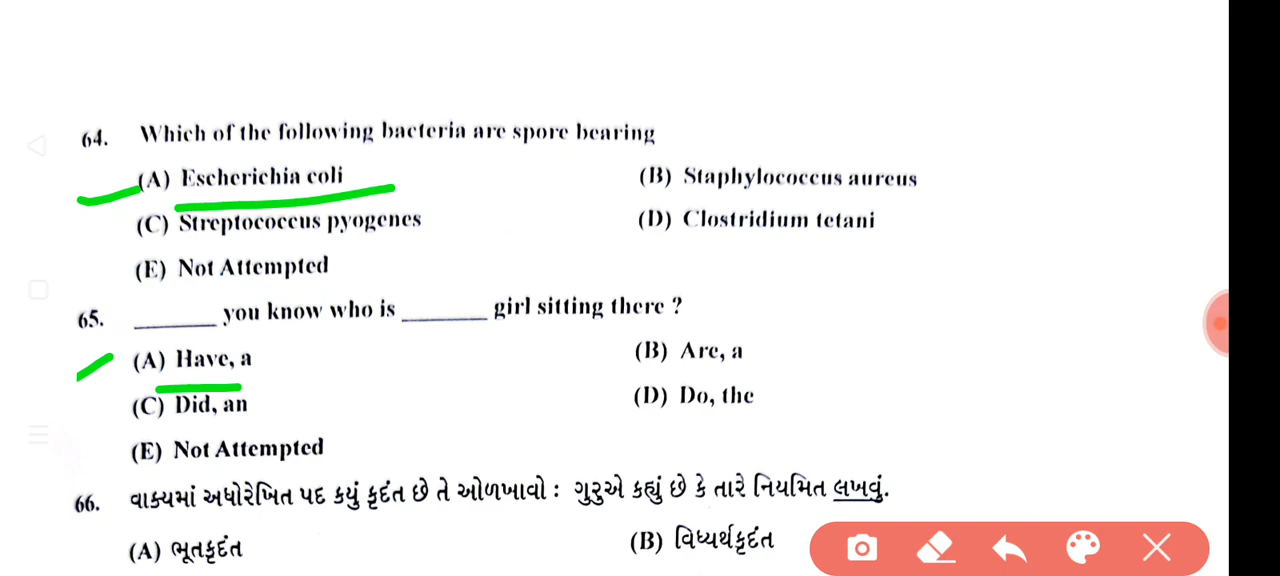 64. Which of the following bacteria are spore bearing
(A) Escherichia coli (B) Staphylococcus aureus
(C) Streptococcus pyogenes (D) Clostridium tetani
(E) Not Attempted
65. ______ you know who is ______ girl sitting there ?
(A) Have, a (B) Are, a
(C) Did, an (D) Do, the
(E) Not Attempted
66. વાક્યમાં અધોરેખિત પદ કયું કૃદંત છે તે ઓળખાવો : ગુરુએ કહ્યું છે કે તારે નિયમિત લખવું.
(A) ભૂતકૃદંત (B) વિધ્યર્થકૃદંત